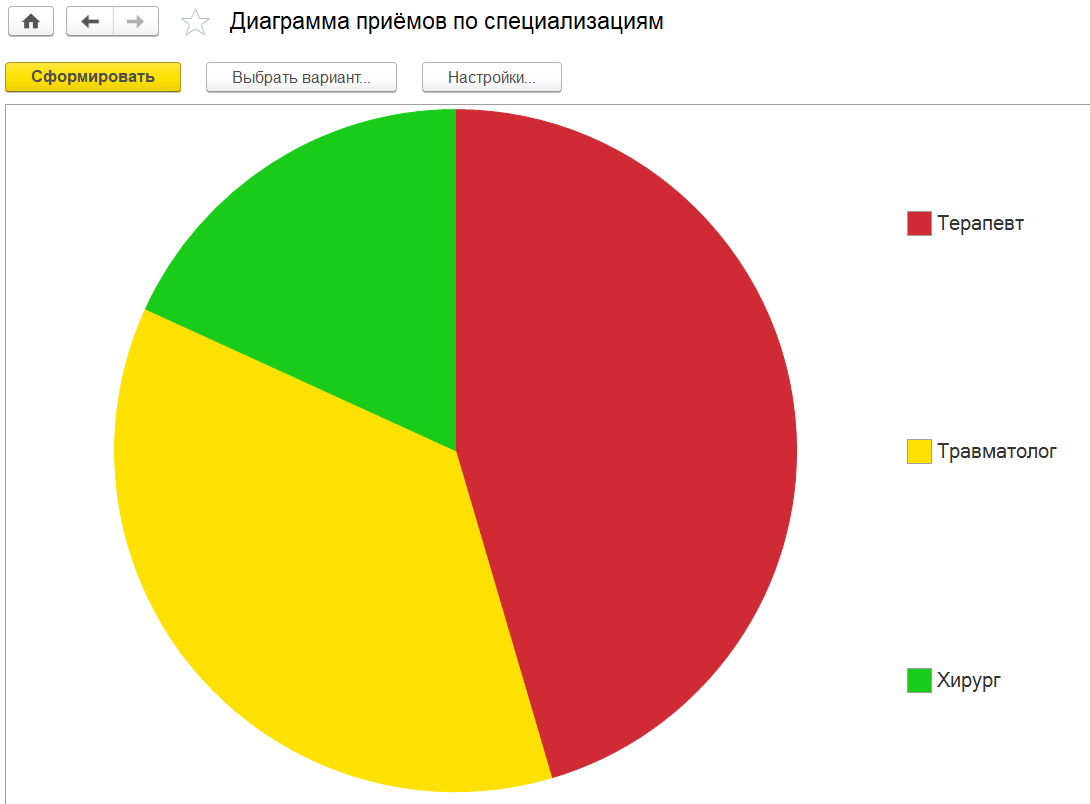 Диаграмма приёмов по специализациям
Сформировать
Выбрать вариант...
Настройки...
Терапевт
Травматолог
Хирург